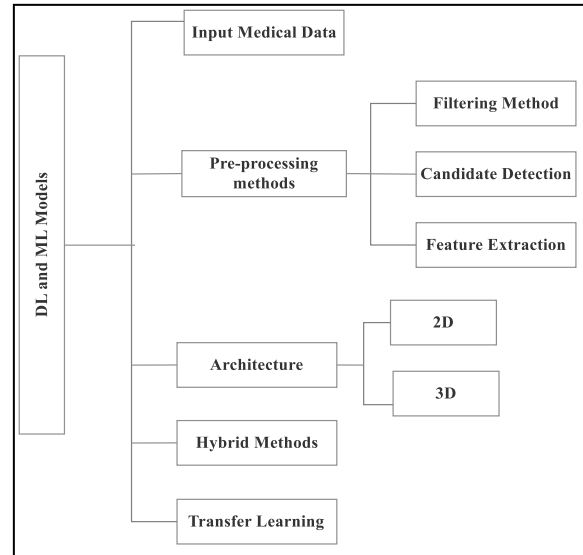 DL and ML Models
Input Medical Data
Pre-processing
methods
Filtering Method
Candidate Detection
Feature Extraction
Architecture
2D
3D
Hybrid Methods
Transfer Learning